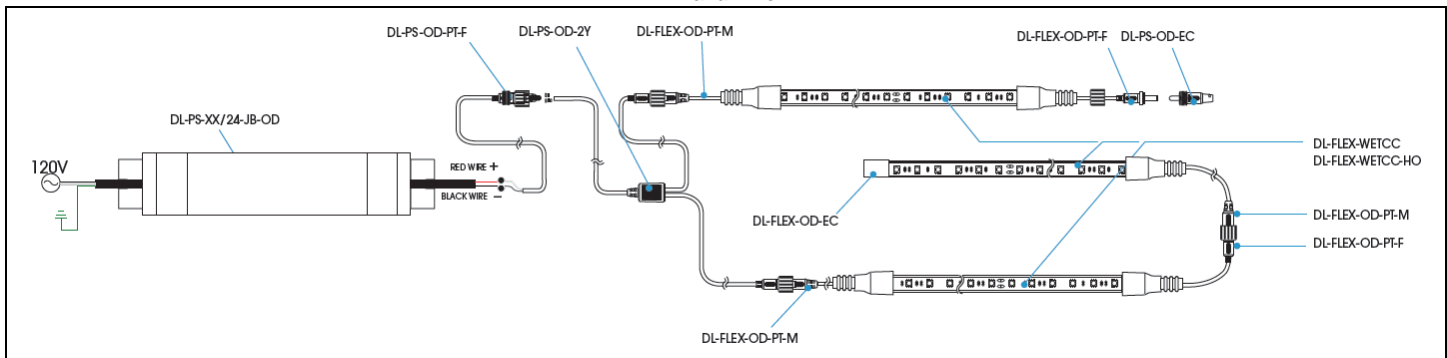 DL-PS-OD-PT-F
DL-PS-OD-2Y
DL-FLEX-OD-PT-M
DL-FLEX-OD-PT-F
DL-PS-OD-EC
DL-PS-XX/24-JB-OD
120V
RED WIRE +
BLACK WIRE −
DL-FLEX-WETCC
DL-FLEX-WETCC-HO
DL-FLEX-OD-EC
DL-FLEX-OD-PT-M
DL-FLEX-OD-PT-F
DL-FLEX-OD-PT-M